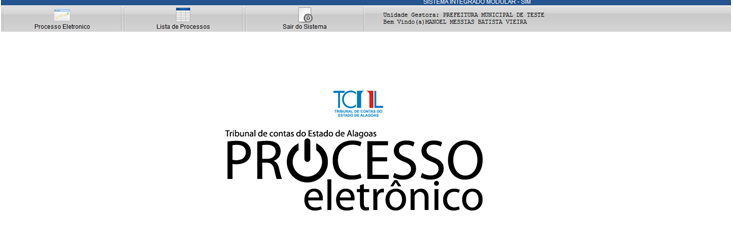 SISTEMA INTEGRADO MODULAR - SIM
Processo Eletronico
Lista de Processos
Sair do Sistema
Unidade Gestora: PREFEITURA MUNICIPAL DE TESTE
Bem Vindo(a)MANOEL MESSIAS BATISTA VIEIRA
TCAL
TRIBUNAL DE CONTAS DO
ESTADO DE ALAGOAS
Tribunal de contas do Estado de Alagoas
PROCESSO
eletrônico